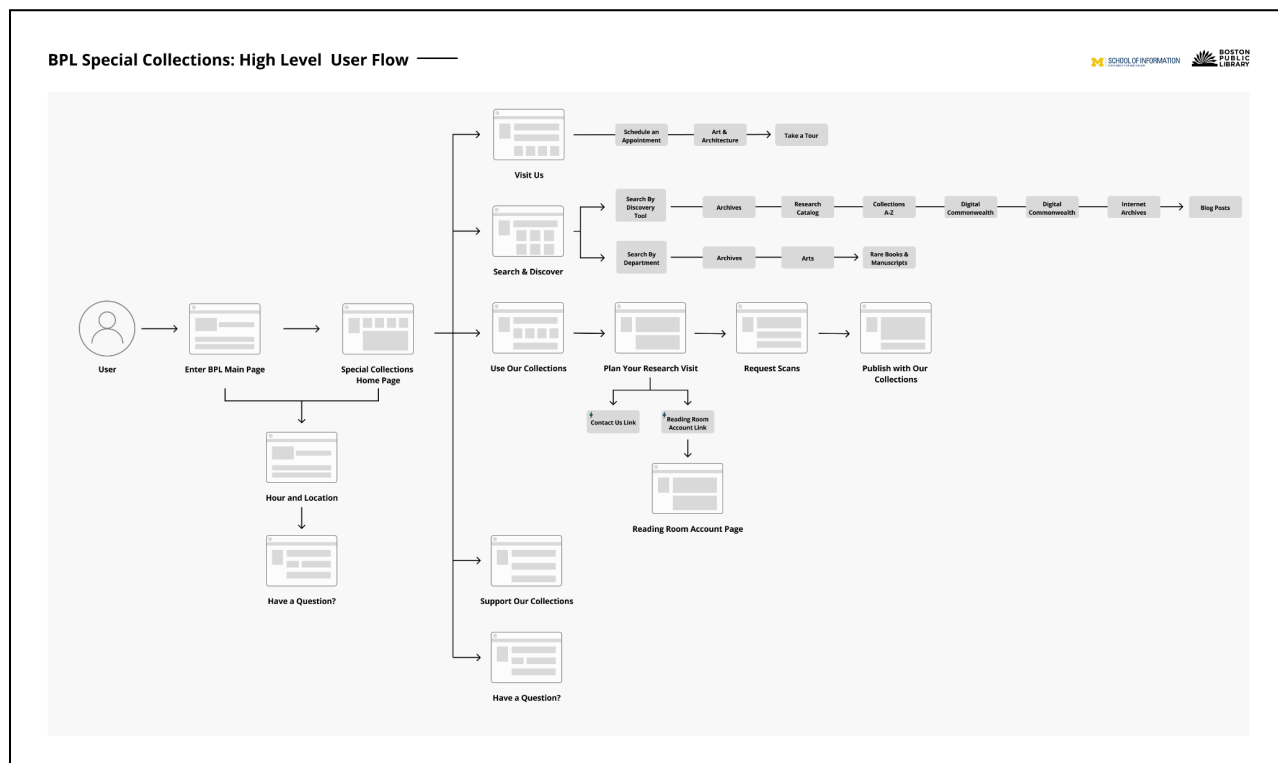 BPL Special Collections: High Level User Flow
SCHOOL OF INFORMATION
BOSTON
PUBLIC
LIBRARY
Schedule an
Appointment
Art &
Architecture
Take a Tour
Visit Us
Search By
Discovery
Tool
Archives
Research
Catalog
Collections
A-Z
Digital
Commonwealth
Digital
Commonwealth
Internet
Archives
Blog Posts
Search By
Department
Archives
Arts
Rare Books &
Manuscripts
Search & Discover
User
Enter BPL Main Page
Special Collections
Home Page
Use Our Collections
Plan Your Research Visit
Request Scans
Publish with Our
Collections
Contact Us Link
Reading Room
Account Link
Hour and Location
Reading Room Account Page
Have a Question?
Support Our Collections
Have a Question?